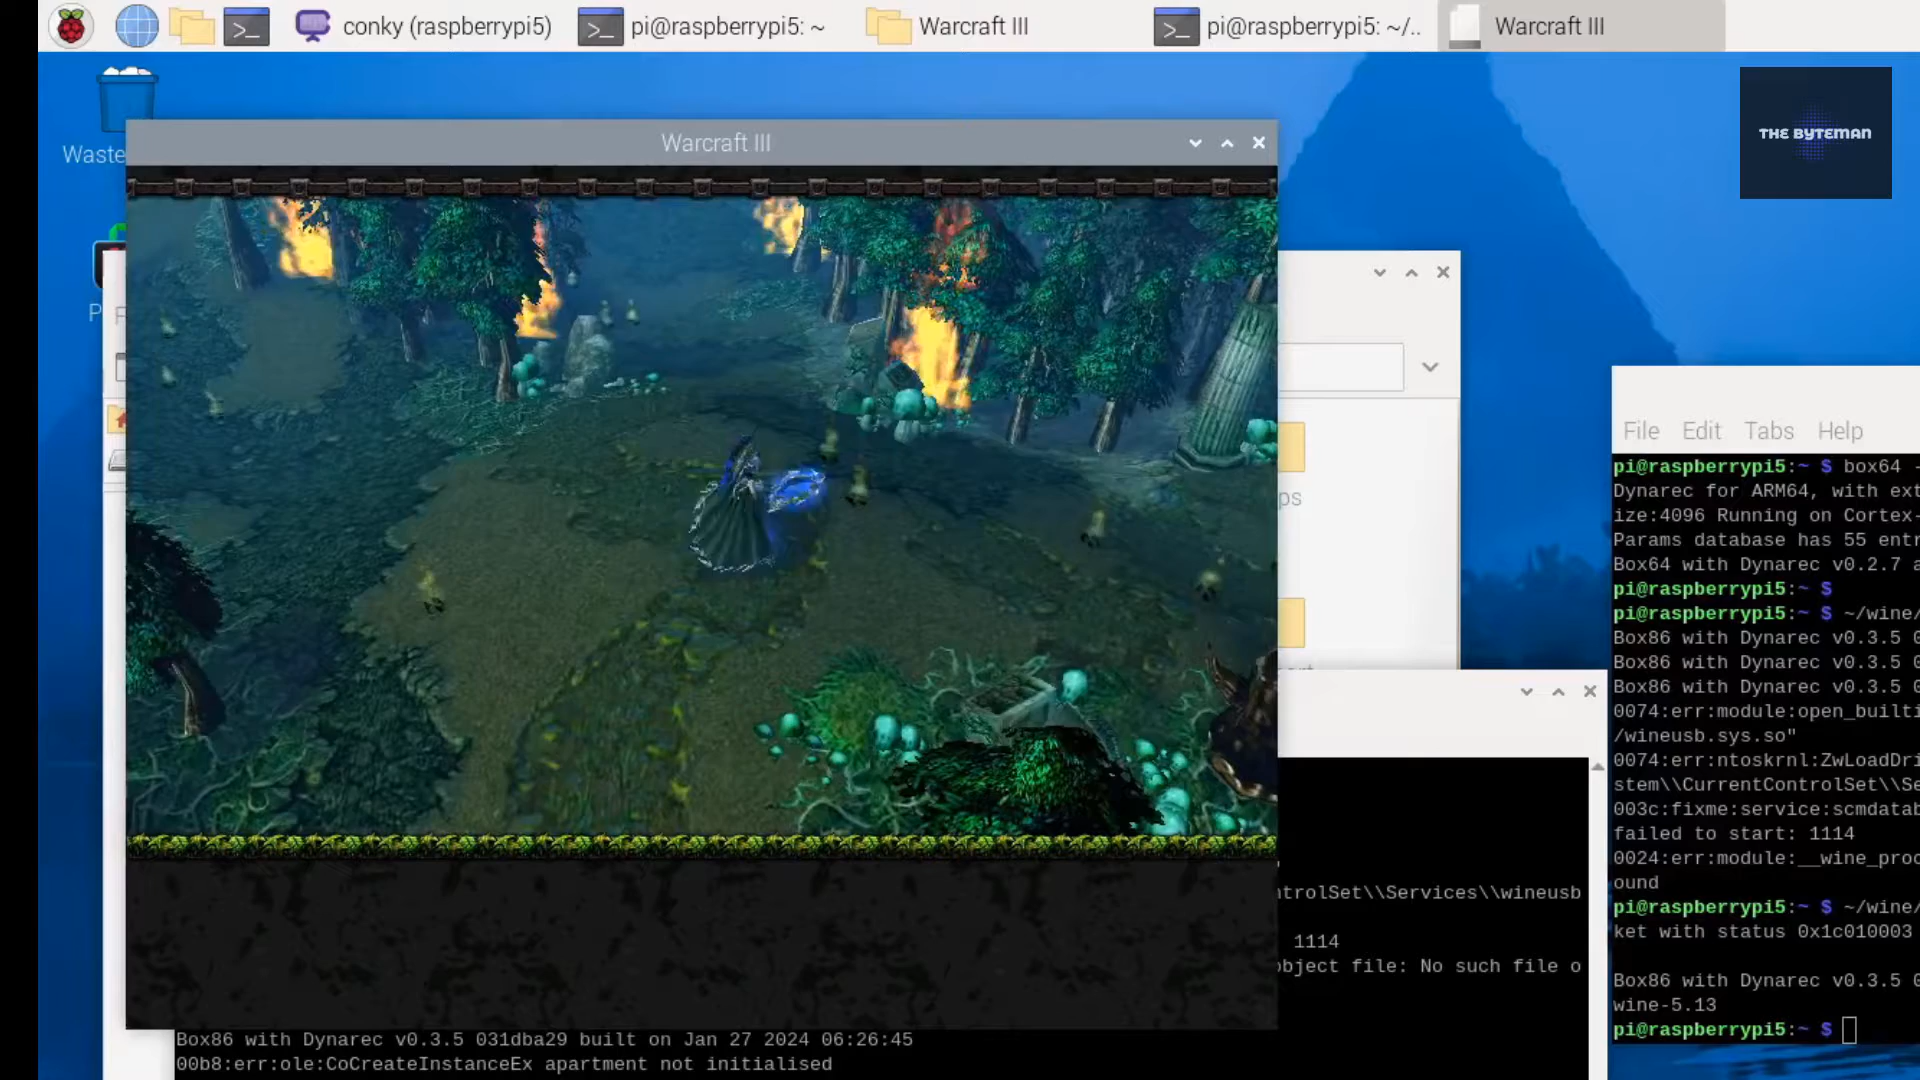 conky (raspberrypi5)
pi@raspberrypi5: ~
Warcraft III
pi@raspberrypi5: ~/..
Warcraft III
THE BYTEMAN
Waste
Warcraft III
P
F
ps
File Edit Tabs Help
pi@raspberrypi5:~ $ box64 -
Dynarec for ARM64, with ext
ize:4096 Running on Cortex-
Params database has 55 entr
Box64 with Dynarec v0.2.7 a
pi@raspberrypi5:~ $
pi@raspberrypi5:~ $ ~/wine/
Box86 with Dynarec v0.3.5 0
Box86 with Dynarec v0.3.5 0
Box86 with Dynarec v0.3.5 0
0074:err:module:open_builti
/wineusb.sys.so"
0074:err:ntoskrnl:ZwLoadDri
stem\\CurrentControlSet\\Se
003c:fixme:service:scmdatab
failed to start: 1114
0024:err:module:__wine_proc
ound
pi@raspberrypi5:~ $ ~/wine/
ket with status 0x1c010003
Box86 with Dynarec v0.3.5 0
wine-5.13
pi@raspberrypi5:~ $
ntrolSet\\Services\\wineusb
1114
object file: No such file o
Box86 with Dynarec v0.3.5 031dba29 built on Jan 27 2024 06:26:45
00b8:err:ole:CoCreateInstanceEx apartment not initialised